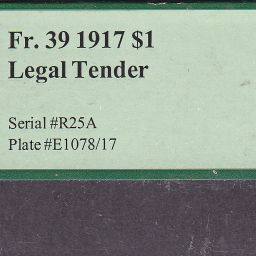 Fr. 39 1917 $1
Legal Tender
Serial #R25A
Plate #E1078/17